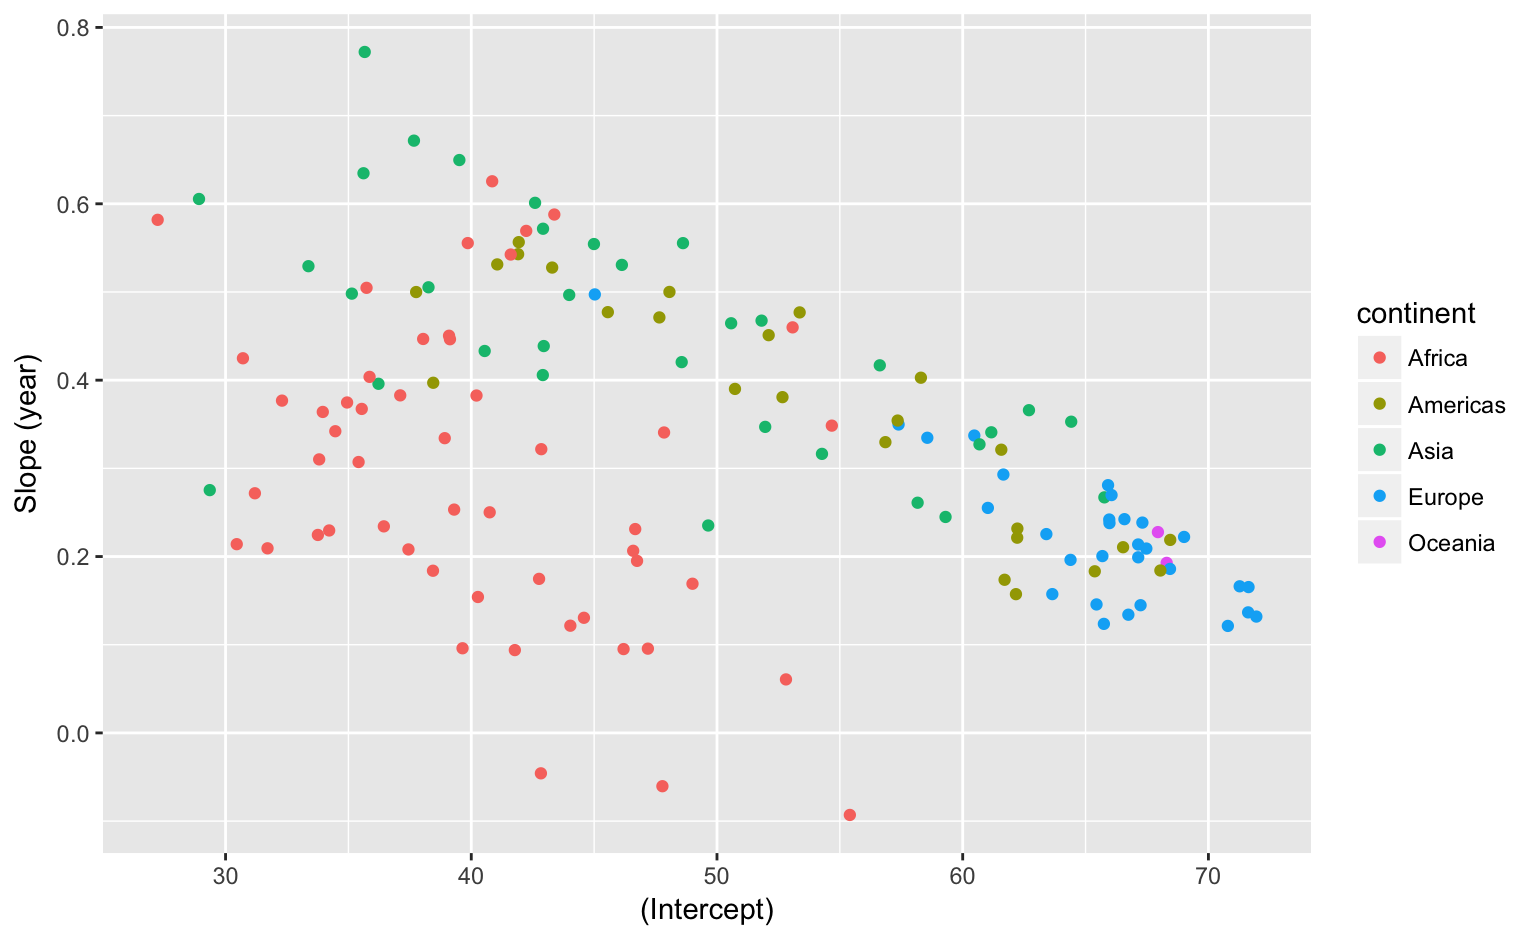 0.8
0.6
0.4
0.2
0.0
Slope (year)
30 40 50 60 70
(Intercept)
continent
Africa
Americas
Asia
Europe
Oceania